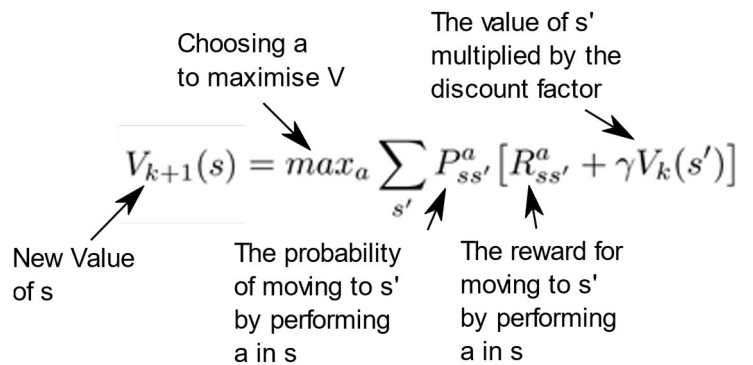 Choosing a
to maximise V
The value of s'
multiplied by the
discount factor
V_{k+1}(s) = max_a \sum_{s'} P^a_{ss'} [R^a_{ss'} + γV_k(s')]
New Value
of s
The probability
of moving to s'
by performing
a in s
The reward for
moving to s'
by performing
a in s